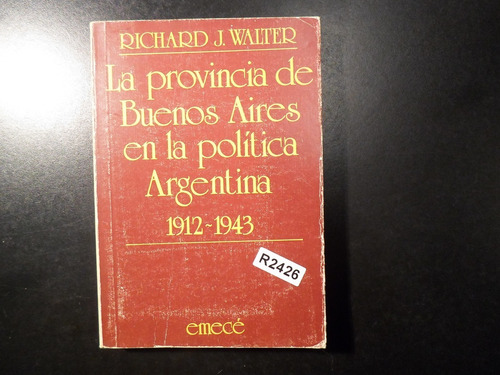 RICHARD J. WALTER
La provincia de
Buenos Aires
en la política
Argentina
1912~1943
R2426
emecé